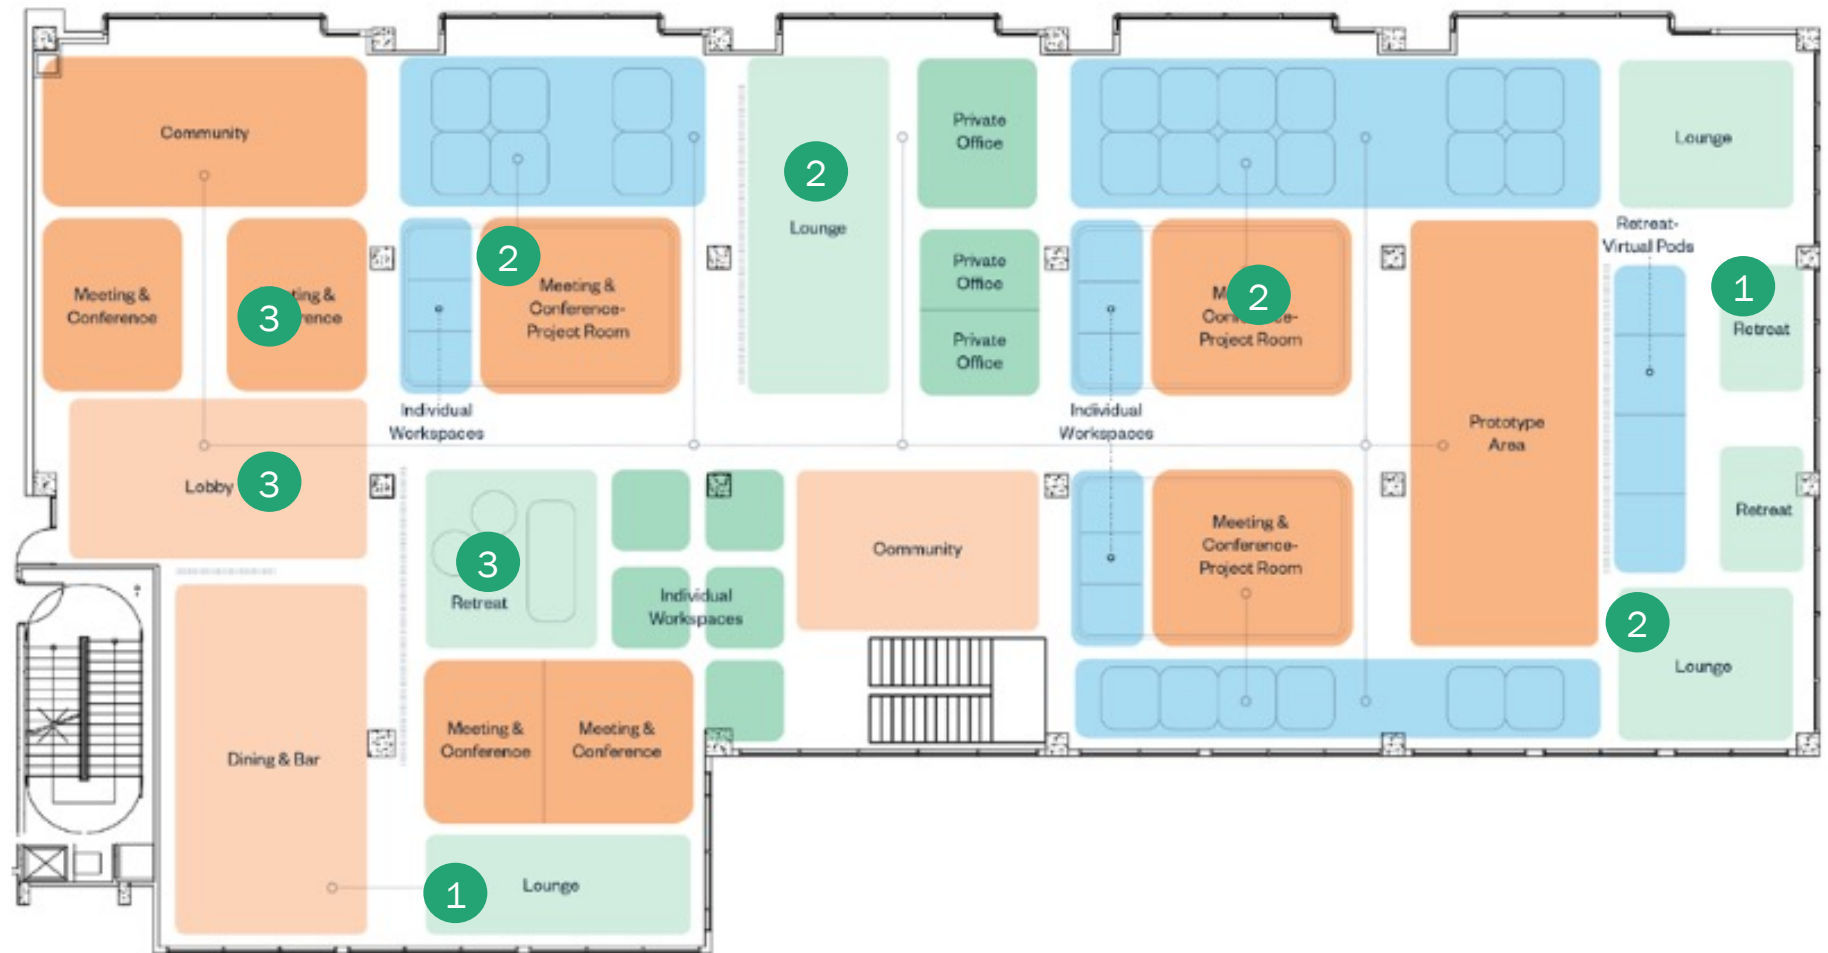 Community
Private
Office
Lounge
2
Lounge
Retreat-
Virtual Pods
Meeting &
Conference
3
ting &
rence
2
Meeting &
Conference-
Project Room
Private
Office
Private
Office
2
Project Room
1
Retreat
Individual
Workspaces
Individual
Workspaces
Prototype
Area
Lobby
3
3
Retreat
Individual
Workspaces
Community
Meeting &
Conference-
Project Room
Retreat
2
Lounge
Dining & Bar
Meeting &
Conference
Meeting &
Conference
1
Lounge